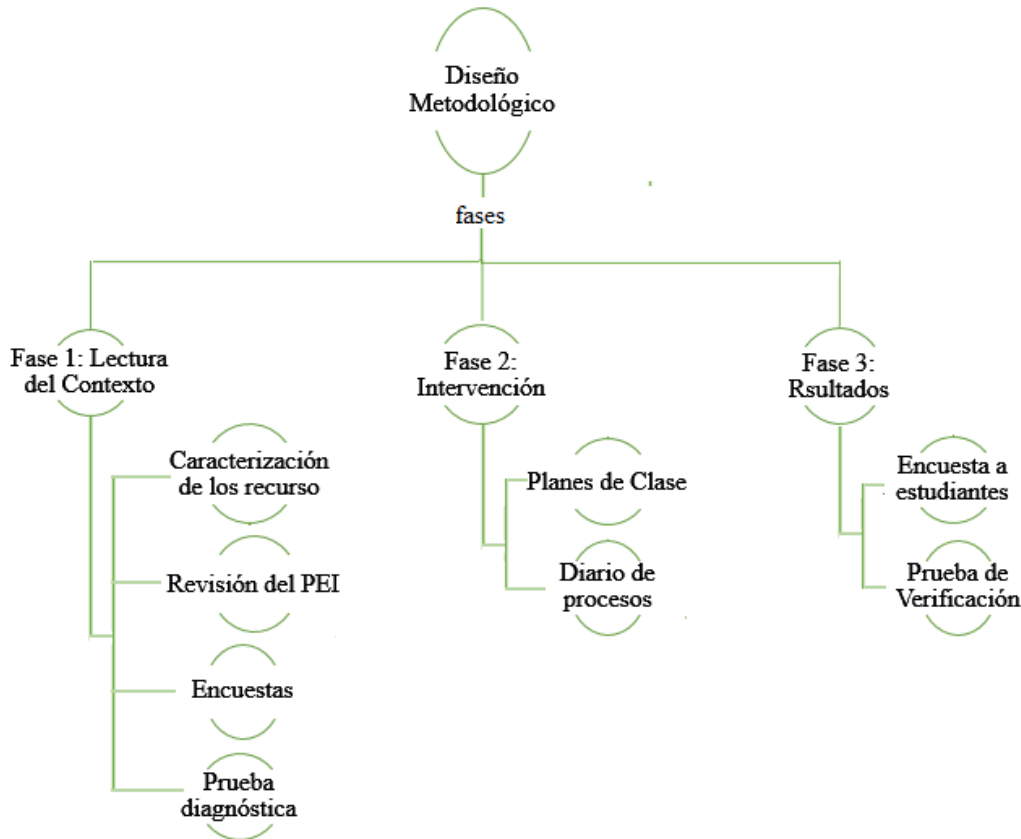 Diseño
Metodológico
fases
Fase 1: Lectura
del Contexto
Caracterización
de los recurso
Revisión del PEI
Encuestas
Prueba
diagnóstica
Fase 2:
Intervención
Planes de Clase
Diario de
procesos
Fase 3:
Rsultados
Encuesta a
estudiantes
Prueba de
Verificación